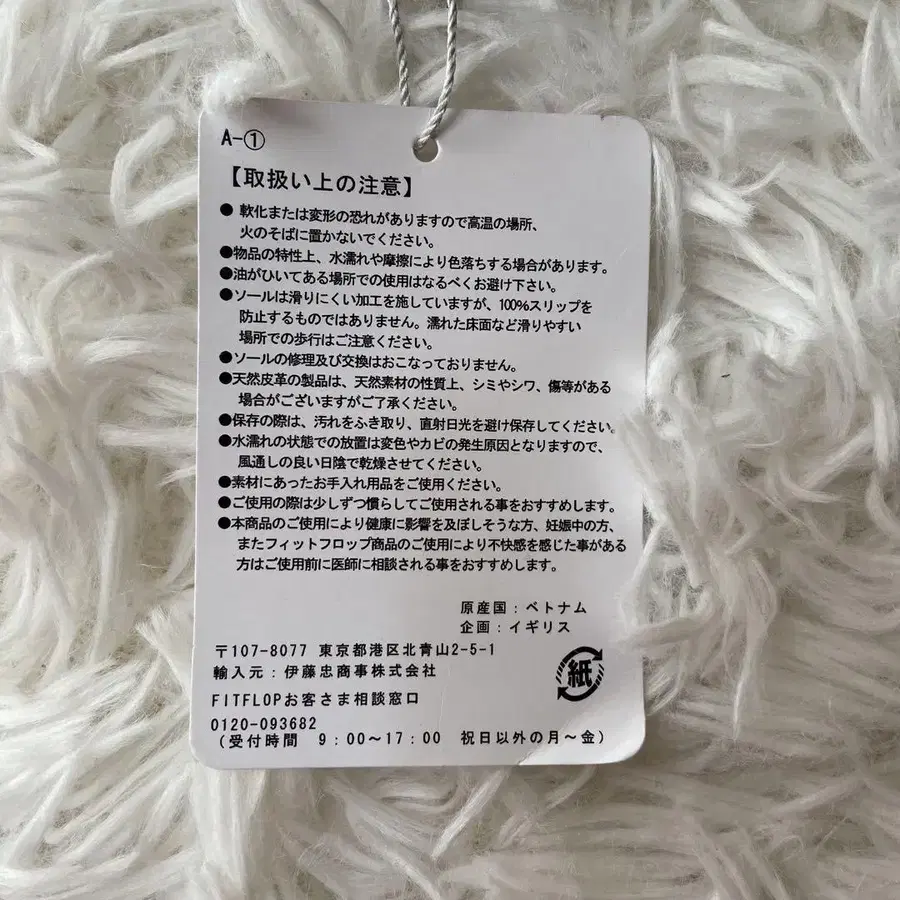 A-①
【取扱い上の注意】
● 軟化または変形の恐れがありますので高温の場所、
火のそばに置かないでください。
●物品の特性上、水濡れや摩擦により色落ちする場合があります。
●油がひいてある場所での使用はなるべくお避け下さい。
●ソールは滑りにくい加工を施していますが、100%スリップを
防止するものではありません。濡れた床面など滑りやすい
場所での歩行はご注意ください。
●ソールの修理及び交換はおこなっておりません。
●天然皮革の製品は、天然素材の性質上、シミやシワ、傷等がある
場合がございますがご了承ください。
●保存の際は、汚れをふき取り、直射日光を避け保存してください。
●水濡れの状態での放置は変色やカビの発生原因となりますので、
風通しの良い日陰で乾燥させてください。
●素材にあったお手入れ用品をご使用ください。
●ご使用の際は少しずつ慣らしてご使用される事をおすすめします。
●本商品のご使用により健康に影響を及ぼしそうな方、妊娠中の方、
またフィットフロップ商品のご使用により不快感を感じた事がある
方はご使用前に医師に相談される事をおすすめします。
原産国：ベトナム
企画：イギリス
〒107-8077 東京都港区北青山2-5-1
輸入元：伊藤忠商事株式会社
紙
FITFLOPお客さま相談窓口
0120-093682
(受付時間 9:00～17:00 祝日以外の月～金)